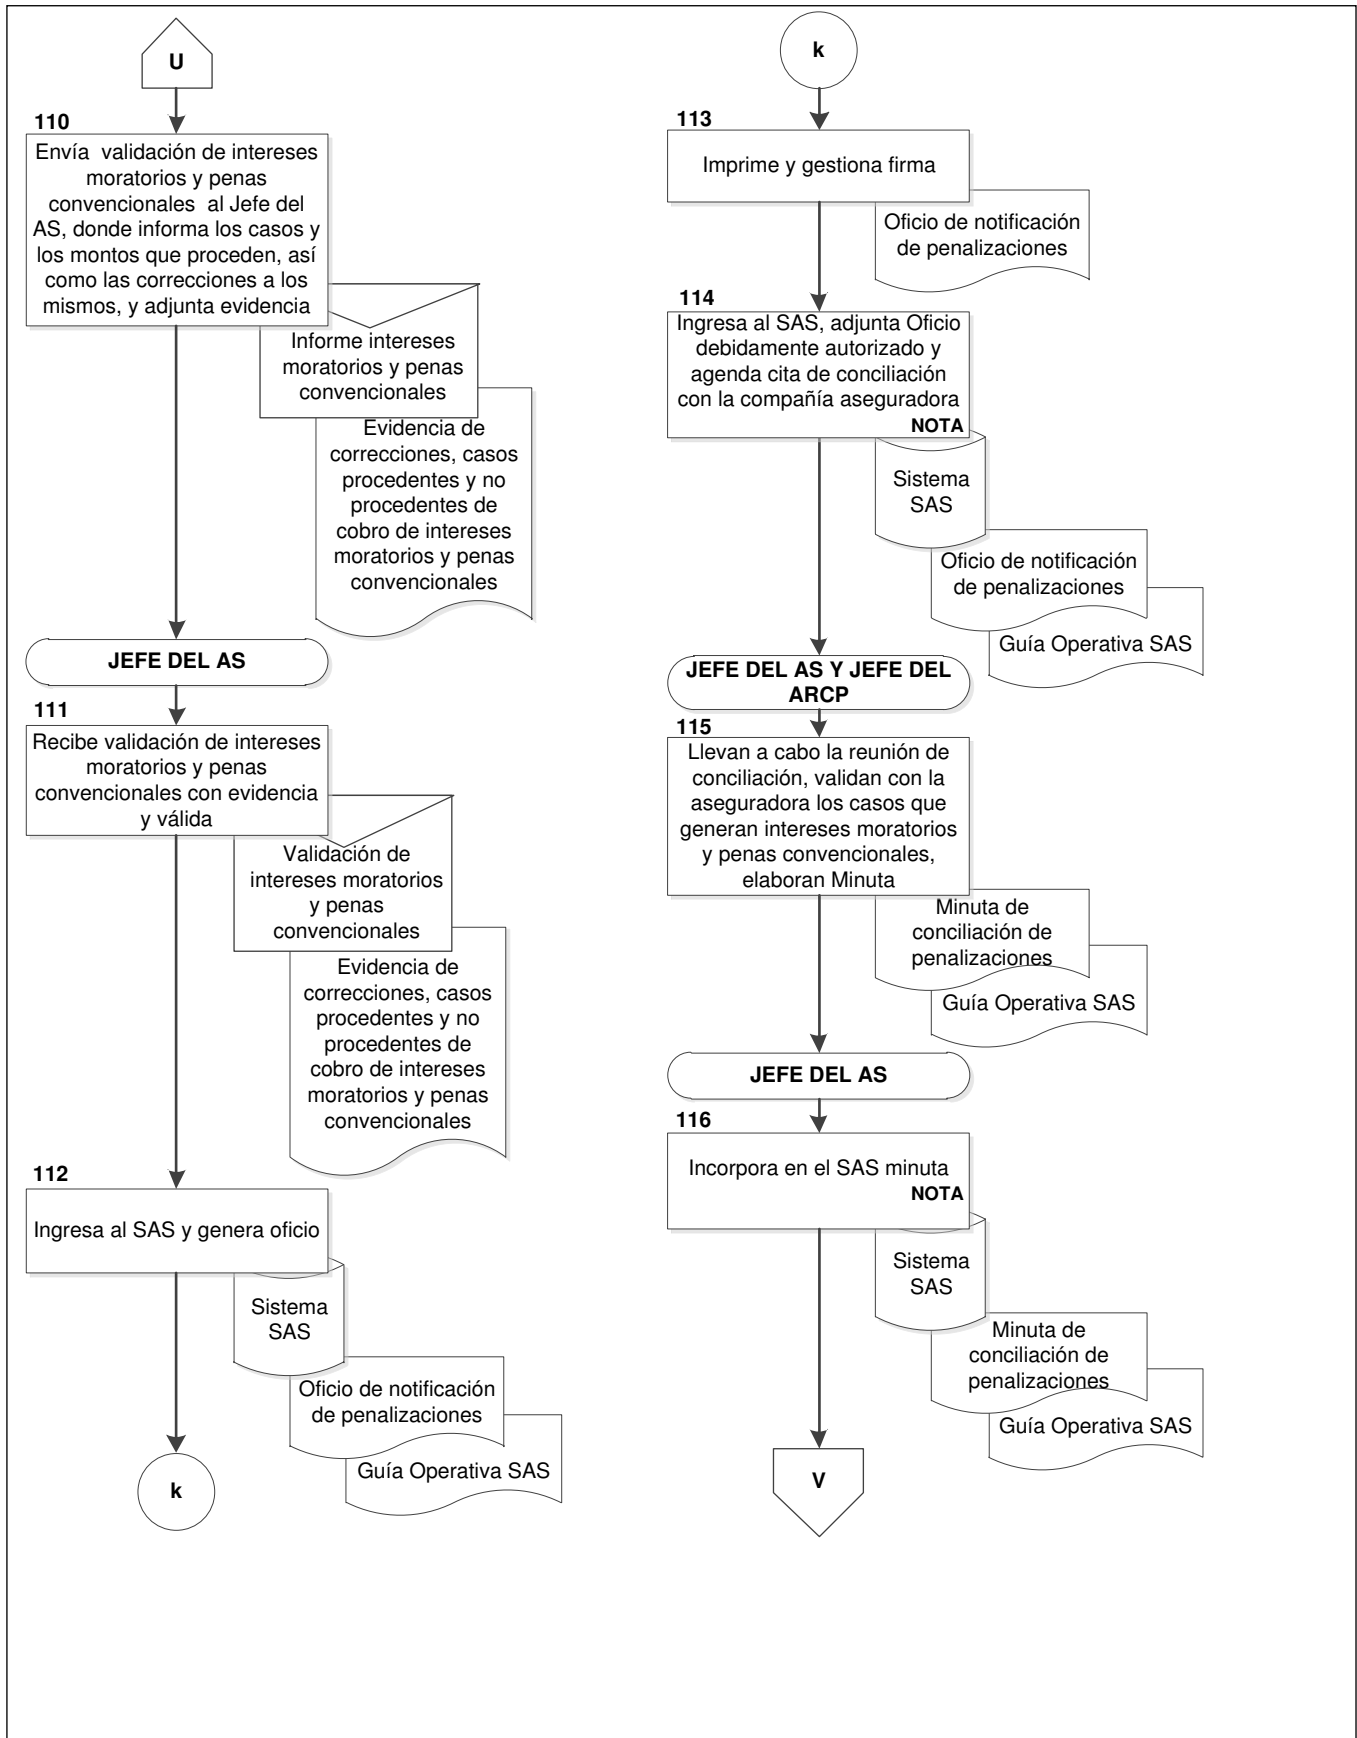 U
110
Envía validación de intereses
moratorios y penas
convencionales al Jefe del
AS, donde informa los casos y
los montos que proceden, así
como las correcciones a los
mismos, y adjunta evidencia
Informe intereses
moratorios y penas
convencionales
Evidencia de
correcciones, casos
procedentes y no
procedentes de
cobro de intereses
moratorios y penas
convencionales
JEFE DEL AS
111
Recibe validación de intereses
moratorios y penas
convencionales con evidencia
y válida
Validación de
intereses moratorios
y penas
convencionales
Evidencia de
correcciones, casos
procedentes y no
procedentes de
cobro de intereses
moratorios y penas
convencionales
112
Ingresa al SAS y genera oficio
Sistema
SAS
Oficio de notificación
de penalizaciones
Guía Operativa SAS
k
k
113
Imprime y gestiona firma
Oficio de notificación
de penalizaciones
114
Ingresa al SAS, adjunta Oficio
debidamente autorizado y
agenda cita de conciliación
con la compañía aseguradora
NOTA
Sistema
SAS
Oficio de notificación
de penalizaciones
Guía Operativa SAS
JEFE DEL AS Y JEFE DEL
ARCP
115
Llevan a cabo la reunión de
conciliación, validan con la
aseguradora los casos que
generan intereses moratorios
y penas convencionales,
elaboran Minuta
Minuta de
conciliación de
penalizaciones
Guía Operativa SAS
JEFE DEL AS
116
Incorpora en el SAS minuta
NOTA
Sistema
SAS
Minuta de
conciliación de
penalizaciones
Guía Operativa SAS
V